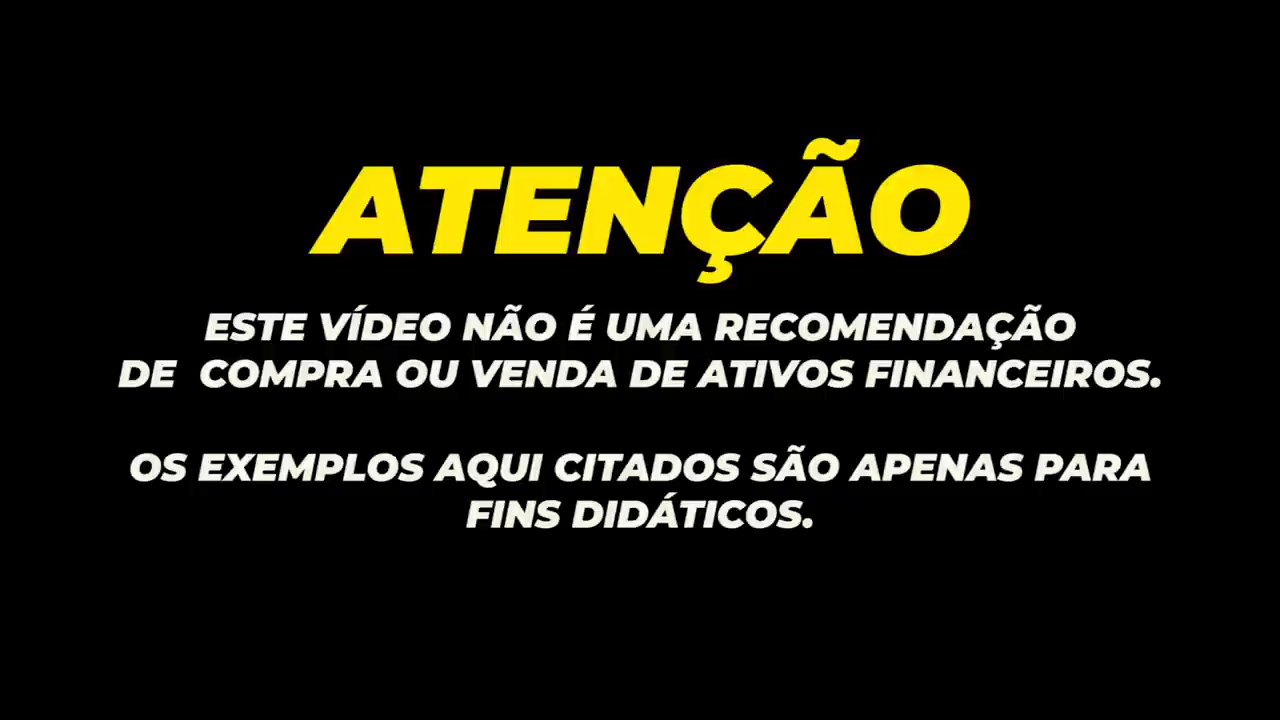 ATENÇÃO
ESTE VÍDEO NÃO É UMA RECOMENDAÇÃO
DE  COMPRA OU VENDA DE ATIVOS FINANCEIROS.
OS EXEMPLOS AQUI CITADOS SÃO APENAS PARA
FINS DIDÁTICOS.